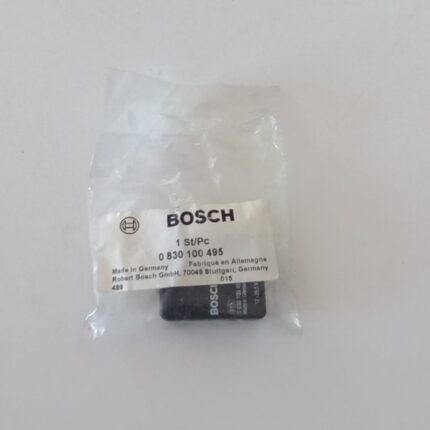 BOSCH
1 St/Pc
0 830 100 495
Made in Germany Fabriqué en Allemagne
Robert Bosch GmbH, 70049 Stuttgart, Germany
489 015
BOSCH